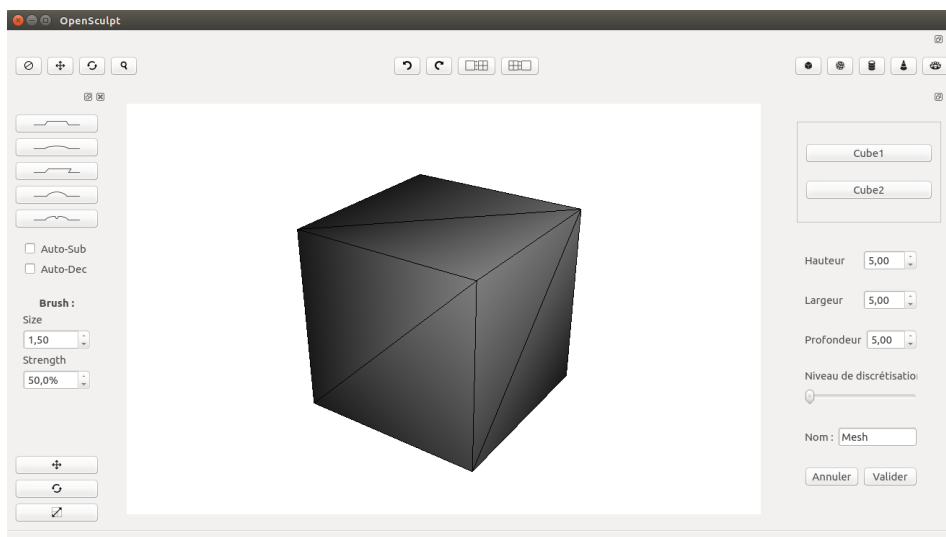 OpenSculpt
Auto-Sub
Auto-Dec
Brush :
Size
1,50
Strength
50,0%
Cube1
Cube2
Hauteur 5,00
Largeur 5,00
Profondeur 5,00
Niveau de discrétisatio
Nom : Mesh
Annuler Valider